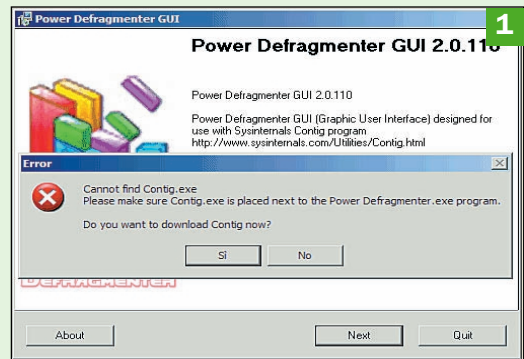 Power Defragmenter GUI
1
Power Defragmenter GUI 2.0.110
Power Defragmenter GUI 2.0.110
Power Defragmenter GUI (Graphic User Interface) designed for
use with Sysinternals Contig program
http://www.sysinternals.com/Utilities/Contig.html
Error
Cannot find Contig.exe
Please make sure Contig.exe is placed next to the Power Defragmenter.exe program.
Do you want to download Contig now?
Sì
No
DEFRAGMENTER
About
Next
Quit